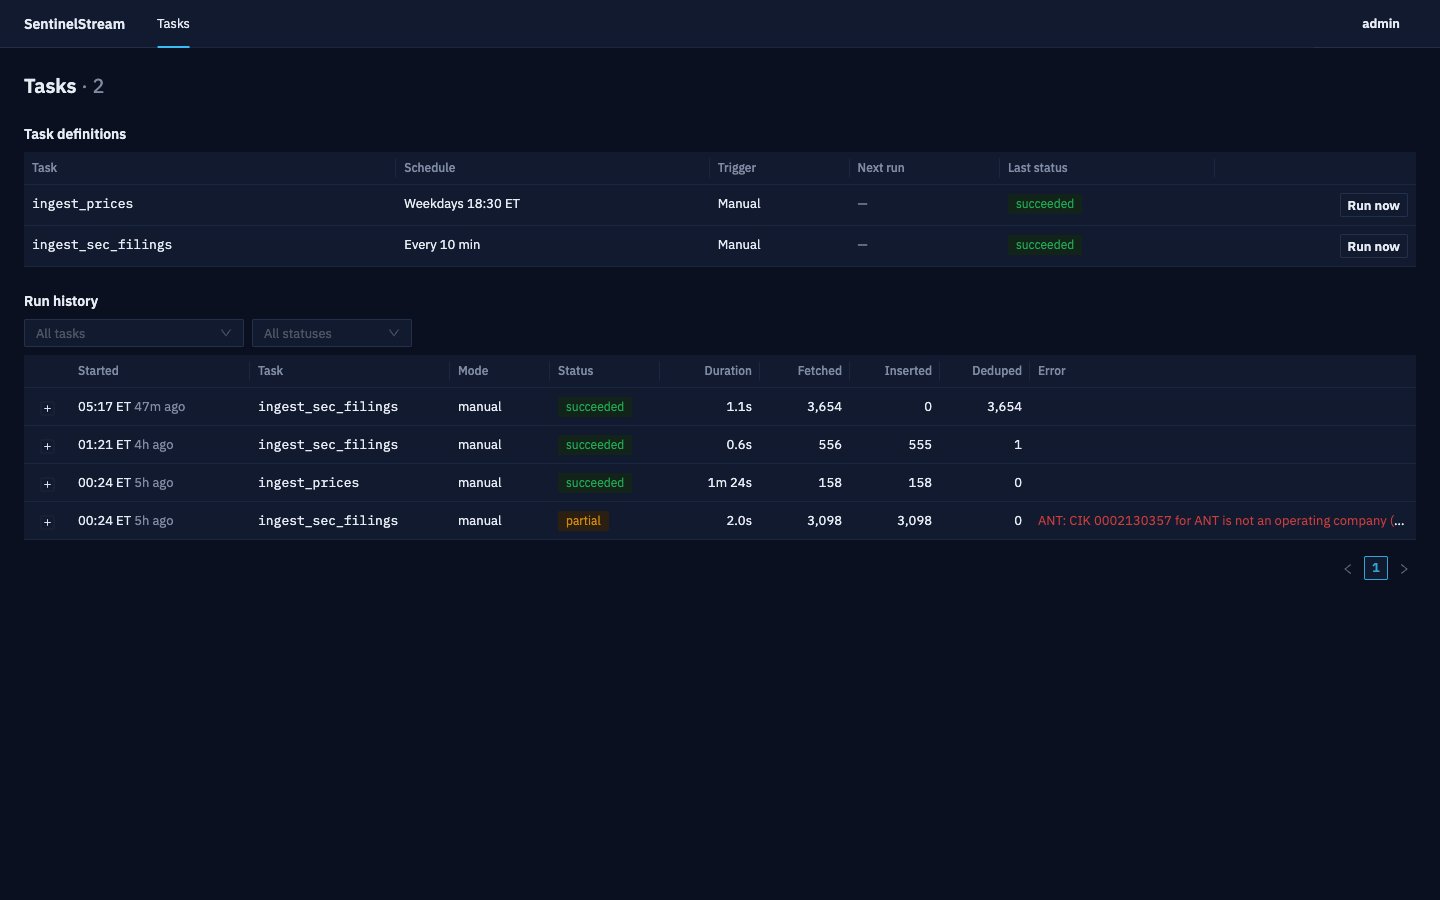 SentinelStream Tasks admin
Tasks · 2
Task definitions
Task Schedule Trigger Next run Last status
ingest_prices Weekdays 18:30 ET Manual — succeeded Run now
ingest_sec_filings Every 10 min Manual — succeeded Run now
Run history
All tasks All statuses
Started Task Mode Status Duration Fetched Inserted Deduped Error
+ 05:17 ET 47m ago ingest_sec_filings manual succeeded 1.1s 3,654 0 3,654
+ 01:21 ET 4h ago ingest_sec_filings manual succeeded 0.6s 556 555 1
+ 00:24 ET 5h ago ingest_prices manual succeeded 1m 24s 158 158 0
+ 00:24 ET 5h ago ingest_sec_filings manual partial 2.0s 3,098 3,098 0 ANT: CIK 0002130357 for ANT is not an operating company (...
< 1 >